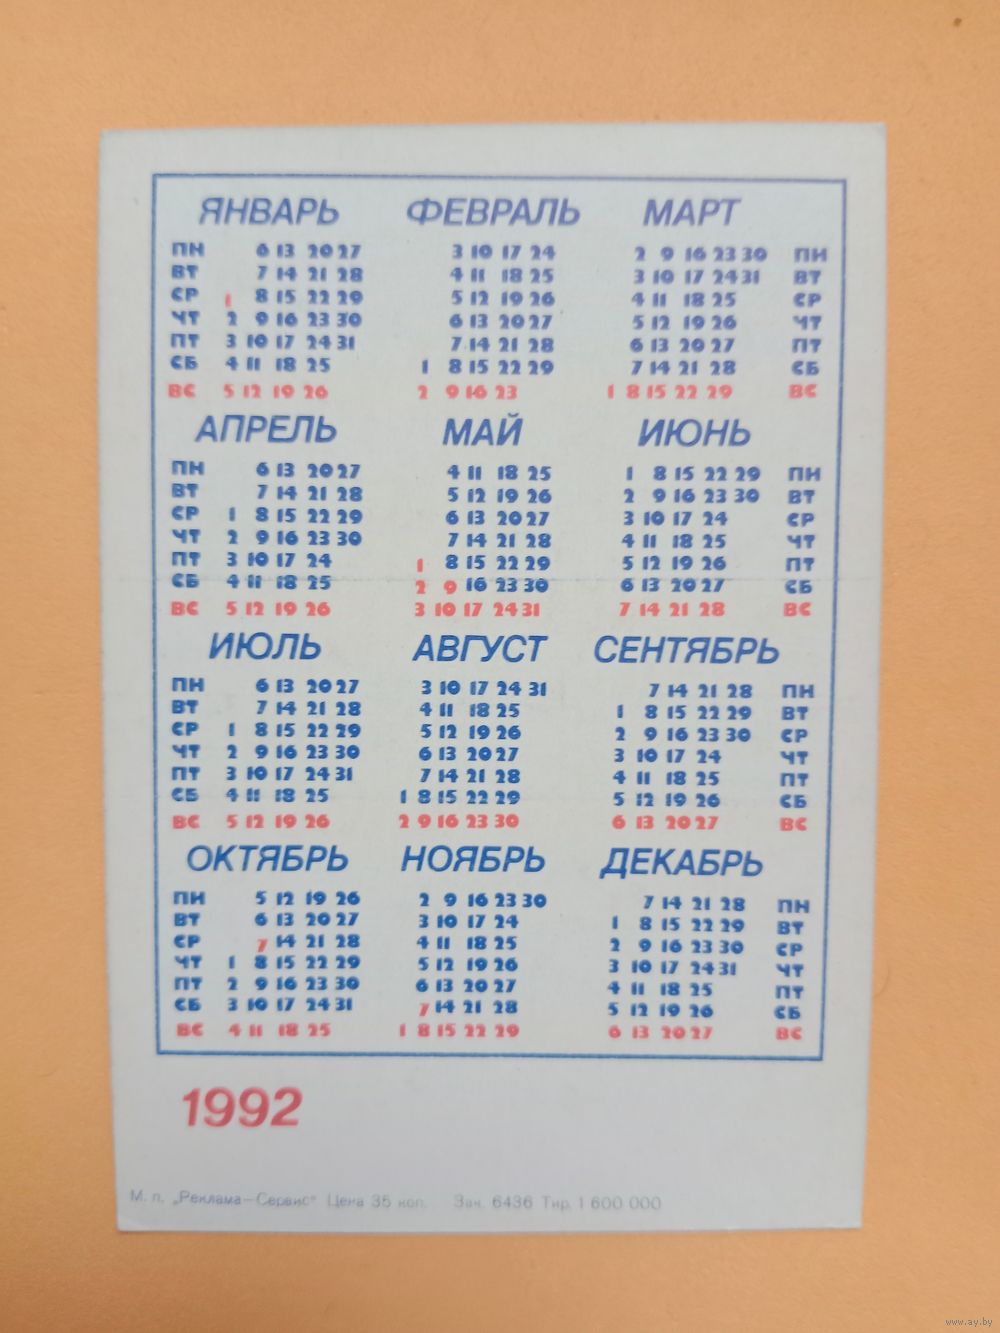 ЯНВАРЬ ФЕВРАЛЬ МАРТ
ПН 6 13 20 27 3 10 17 24 2 9 16 23 30 ПН
ВТ 7 14 21 28 4 11 18 25 3 10 17 24 31 ВТ
СР 1 8 15 22 29 5 12 19 26 4 11 18 25 СР
ЧТ 2 9 16 23 30 6 13 20 27 5 12 19 26 ЧТ
ПТ 3 10 17 24 31 7 14 21 28 6 13 20 27 ПТ
СБ 4 11 18 25 1 8 15 22 29 7 14 21 28 СБ
ВС 5 12 19 26 2 9 16 23 1 8 15 22 29 ВС
АПРЕЛЬ МАЙ ИЮНЬ
ПН 6 13 20 27 4 11 18 25 1 8 15 22 29 ПН
ВТ 7 14 21 28 5 12 19 26 2 9 16 23 30 ВТ
СР 1 8 15 22 29 6 13 20 27 3 10 17 24 СР
ЧТ 2 9 16 23 30 7 14 21 28 4 11 18 25 ЧТ
ПТ 3 10 17 24 1 8 15 22 29 5 12 19 26 ПТ
СБ 4 11 18 25 2 9 16 23 30 6 13 20 27 СБ
ВС 5 12 19 26 3 10 17 24 31 7 14 21 28 ВС
ИЮЛЬ АВГУСТ СЕНТЯБРЬ
ПН 6 13 20 27 3 10 17 24 31 7 14 21 28 ПН
ВТ 7 14 21 28 4 11 18 25 1 8 15 22 29 ВТ
СР 1 8 15 22 29 5 12 19 26 2 9 16 23 30 СР
ЧТ 2 9 16 23 30 6 13 20 27 3 10 17 24 ЧТ
ПТ 3 10 17 24 31 7 14 21 28 4 11 18 25 ПТ
СБ 4 11 18 25 1 8 15 22 29 5 12 19 26 СБ
ВС 5 12 19 26 2 9 16 23 30 6 13 20 27 ВС
ОКТЯБРЬ НОЯБРЬ ДЕКАБРЬ
ПН 5 12 19 26 2 9 16 23 30 7 14 21 28 ПН
ВТ 6 13 20 27 3 10 17 24 1 8 15 22 29 ВТ
СР 7 14 21 28 4 11 18 25 2 9 16 23 30 СР
ЧТ 1 8 15 22 29 5 12 19 26 3 10 17 24 31 ЧТ
ПТ 2 9 16 23 30 6 13 20 27 4 11 18 25 ПТ
СБ 3 10 17 24 31 7 14 21 28 5 12 19 26 СБ
ВС 4 11 18 25 1 8 15 22 29 6 13 20 27 ВС
1992
М. п. „Реклама—Сервис" Цена 35 коп. Зак. 6436 Тир. 1 600 000
www.ay.by